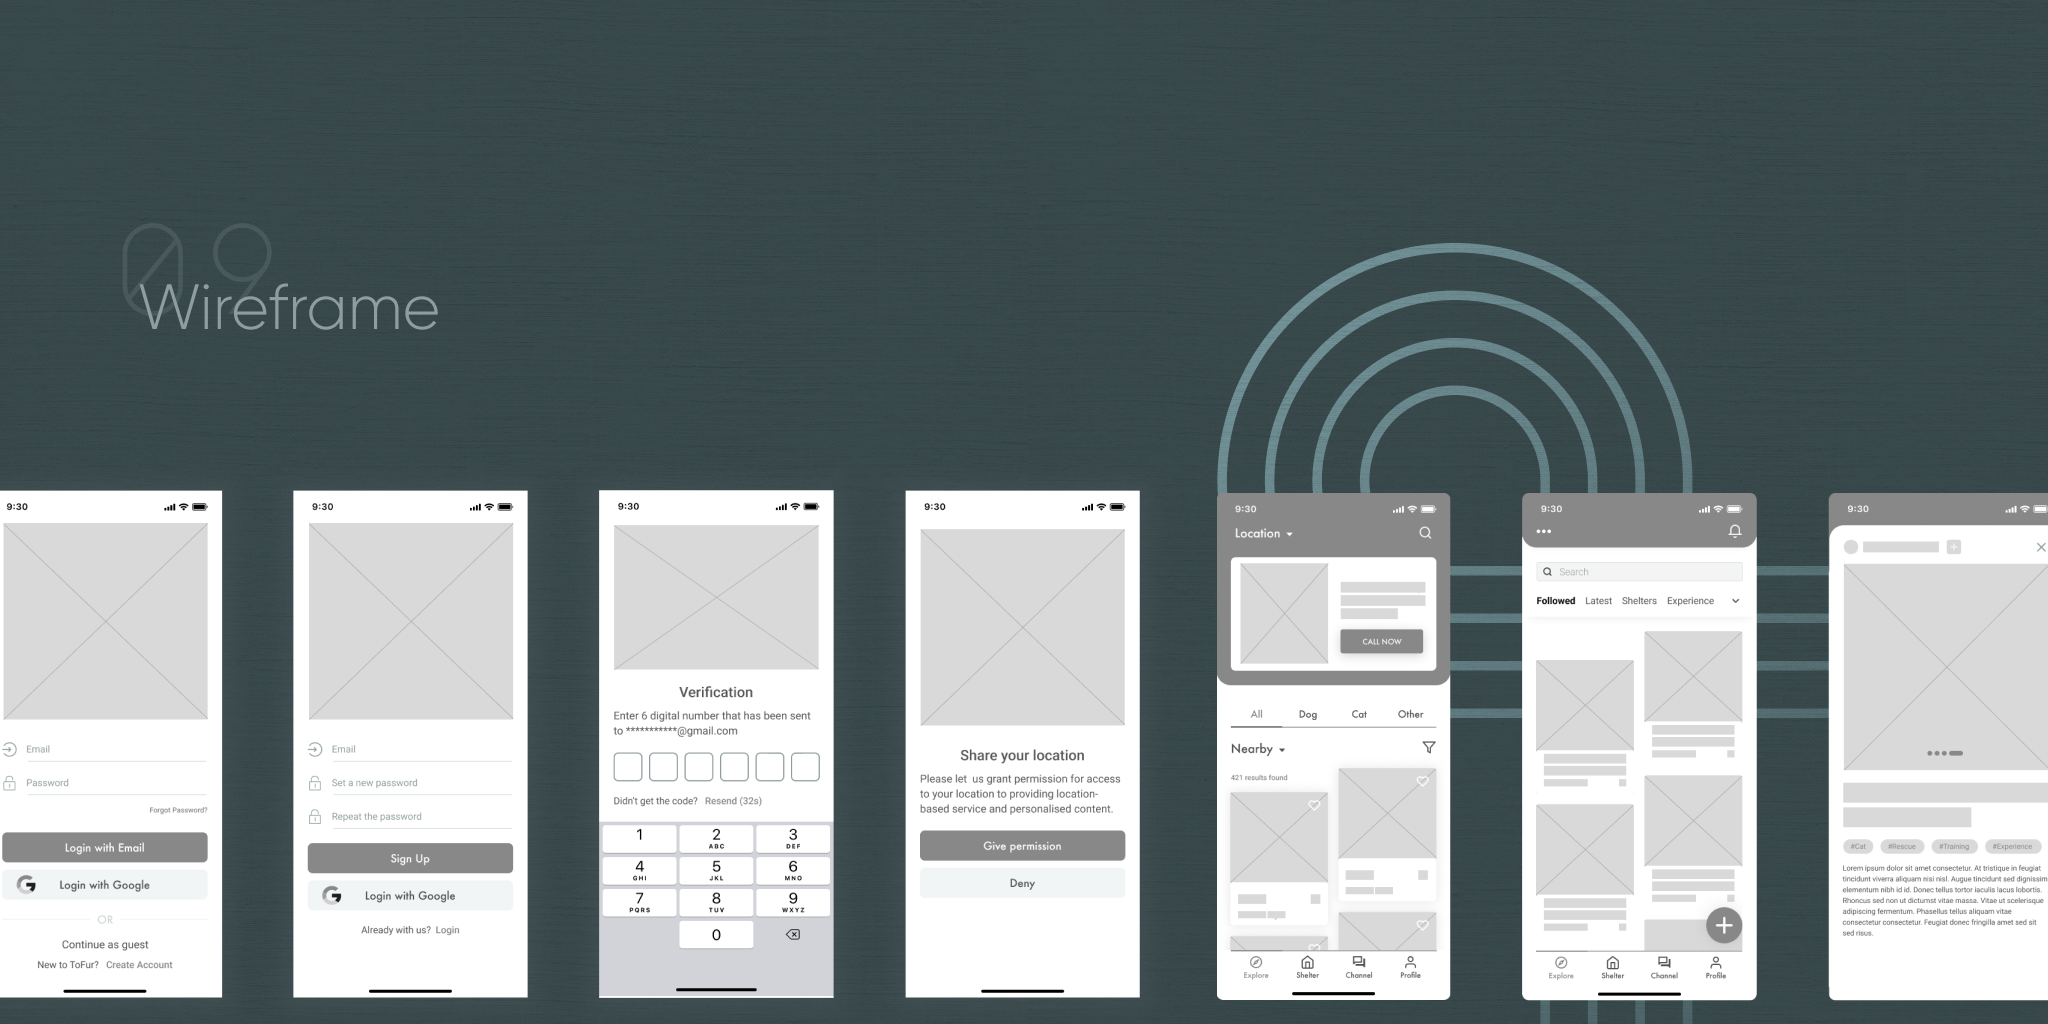 09
Wireframe
9:30
Email
Password
Forgot Password?
Login with Email
G Login with Google
OR
Continue as guest
New to ToFur? Create Account
9:30
Email
Set a new password
Repeat the password
Sign Up
G Login with Google
Already with us? Login
9:30
Verification
Enter 6 digital number that has been sent
to ***********@gmail.com
Didn't get the code? Resend (32s)
1 2 3
ABC DEF
4 5 6
GHI JKL MNO
7 8 9
PQRS TUV WXYZ
0
9:30
Share your location
Please let us grant permission for access
to your location to providing location-
based service and personalised content.
Give permission
Deny
9:30
Location
CALL NOW
All Dog Cat Other
Nearby
421 results found
Explore Shelter Channel Profile
9:30
Search
Followed Latest Shelters Experience
Explore Shelter Channel Profile
9:30
#Cat #Rescue #Training #Experience
Lorem ipsum dolor sit amet consectetur. At tristique in feugiat
tincidunt viverra aliquam nisi nisl. Augue tincidunt sed dignissim
elementum nibh id id. Donec tellus tortor iaculis lacus lobortis.
Rhoncus sed non ut dictumst vitae massa. Vitae ut scelerisque
adipiscing fermentum. Phasellus tellus aliquam vitae
consectetur consectetur. Feugiat donec fringilla amet sed sit
sed risus.